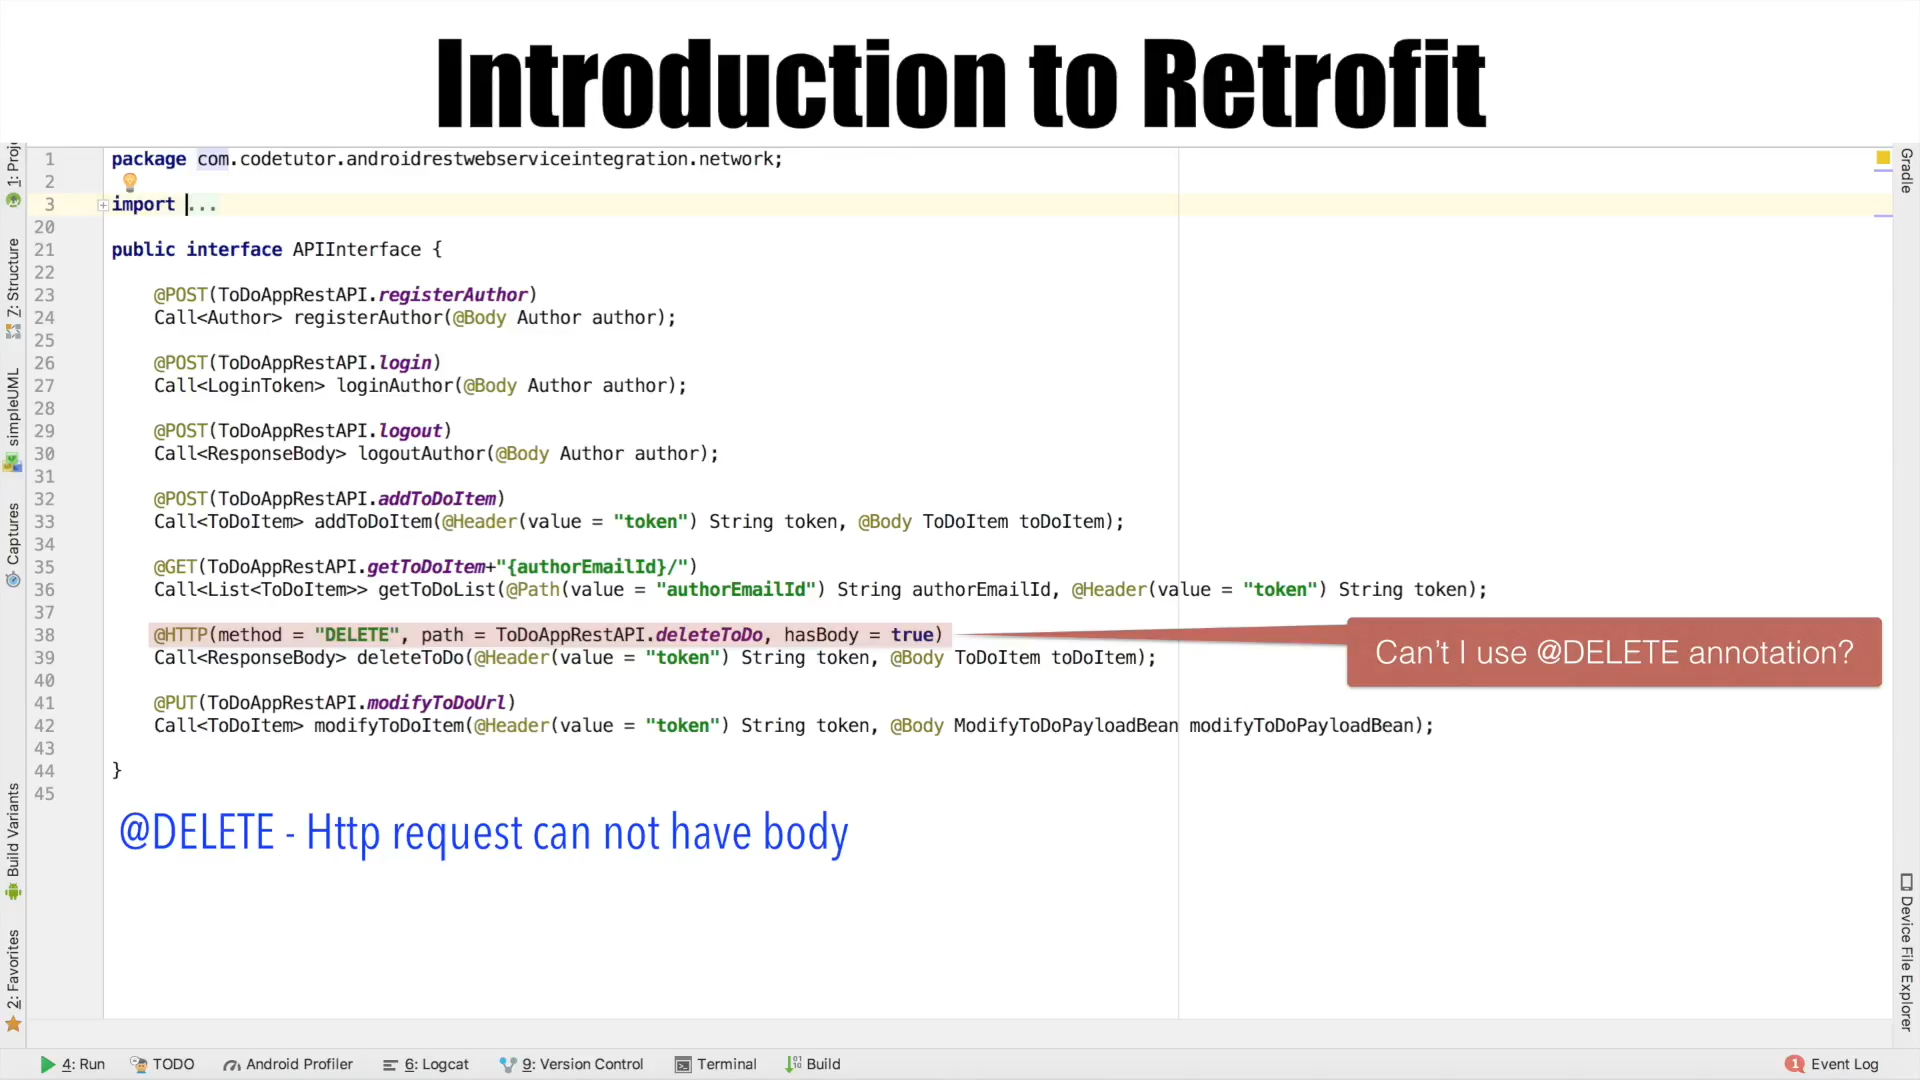 Introduction to Retrofit
1: Proj
Z: Structure
simpleUML
Captures
Build Variants
2: Favorites
1 package com.codetutor.androidrestwebserviceintegration.network;
2
3 import ...
20
21 public interface APIInterface {
22
23 @POST(ToDoAppRestAPI.registerAuthor)
24 Call<Author> registerAuthor(@Body Author author);
25
26 @POST(ToDoAppRestAPI.login)
27 Call<LoginToken> loginAuthor(@Body Author author);
28
29 @POST(ToDoAppRestAPI.logout)
30 Call<ResponseBody> logoutAuthor(@Body Author author);
31
32 @POST(ToDoAppRestAPI.addToDoItem)
33 Call<ToDoItem> addToDoItem(@Header(value = "token") String token, @Body ToDoItem toDoItem);
34
35 @GET(ToDoAppRestAPI.getToDoItem+"{authorEmailId}/")
36 Call<List<ToDoItem>> getToDoList(@Path(value = "authorEmailId") String authorEmailId, @Header(value = "token") String token);
37
38 @HTTP(method = "DELETE", path = ToDoAppRestAPI.deleteToDo, hasBody = true)
39 Call<ResponseBody> deleteToDo(@Header(value = "token") String token, @Body ToDoItem toDoItem);
40
41 @PUT(ToDoAppRestAPI.modifyToDoUrl)
42 Call<ToDoItem> modifyToDoItem(@Header(value = "token") String token, @Body ModifyToDoPayloadBean modifyToDoPayloadBean);
43
44 }
45
Can't I use @DELETE annotation?
@DELETE - Http request can not have body
Gradle
Device File Explorer
4: Run TODO Android Profiler 6: Logcat 9: Version Control Terminal Build 1 Event Log